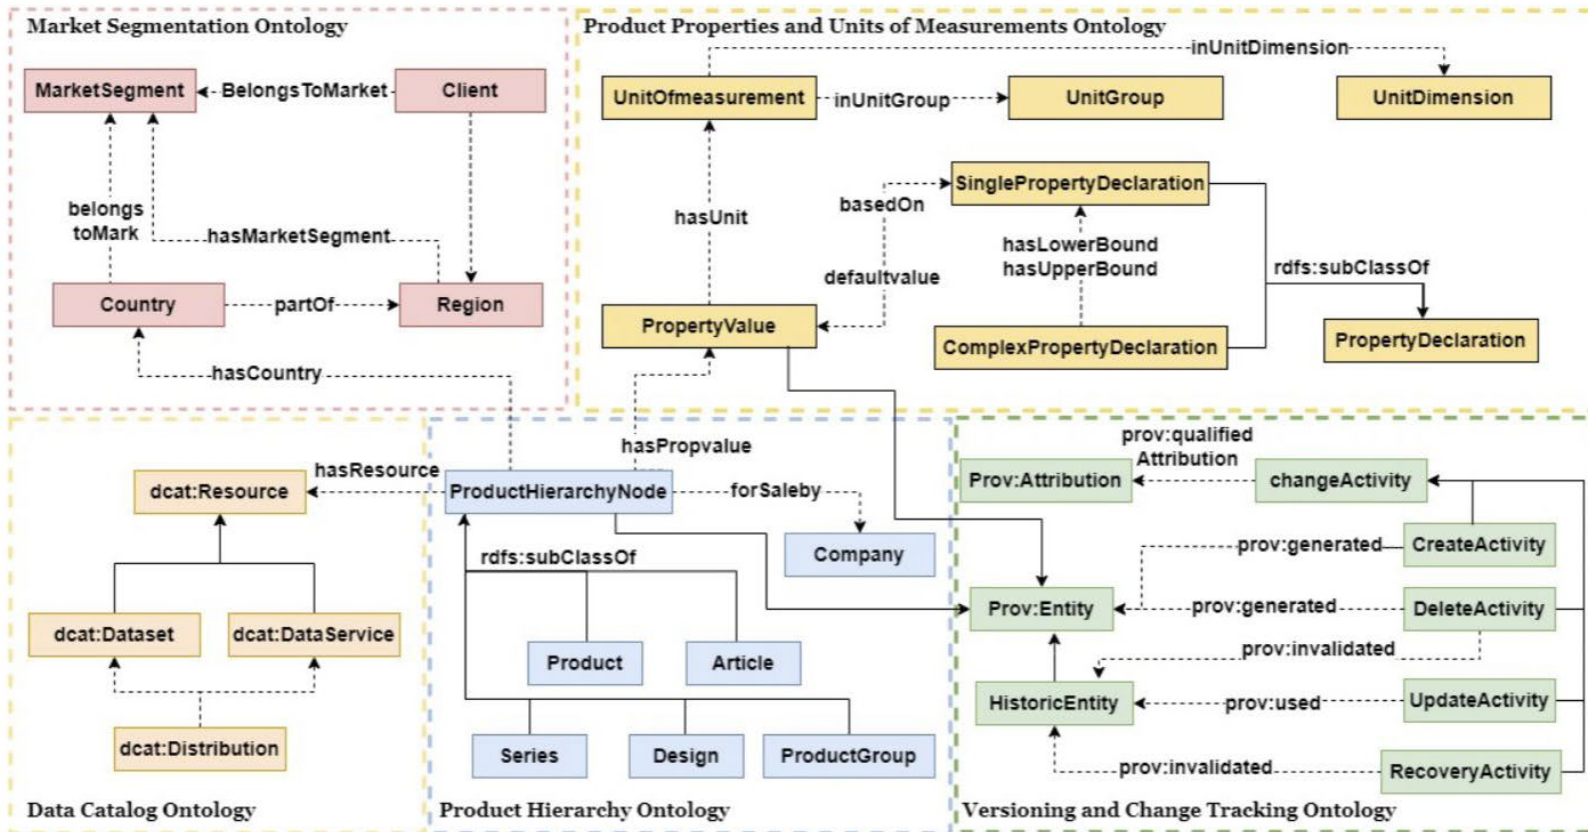 Market Segmentation Ontology
MarketSegment
BelongsToMarket
Client
belongs
toMark
hasMarketSegment
Country
partOf
Region
hasCountry
Product Properties and Units of Measurements Ontology
inUnitDimension
UnitOfmeasurement
inUnitGroup
UnitGroup
UnitDimension
SinglePropertyDeclaration
basedOn
hasUnit
hasLowerBound
hasUpperBound
rdfs:subClassOf
defaultvalue
PropertyValue
ComplexPropertyDeclaration
PropertyDeclaration
hasResource
dcat:Resource
dcat:Dataset
dcat:DataService
dcat:Distribution
Data Catalog Ontology
hasPropvalue
ProductHierarchyNode
forSaleby
Company
rdfs:subClassOf
Product
Article
Series
Design
ProductGroup
Product Hierarchy Ontology
prov:qualified
Attribution
Prov:Attribution
changeActivity
prov:generated
CreateActivity
Prov:Entity
prov:generated
DeleteActivity
prov:invalidated
HistoricEntity
prov:used
UpdateActivity
prov:invalidated
RecoveryActivity
Versioning and Change Tracking Ontology